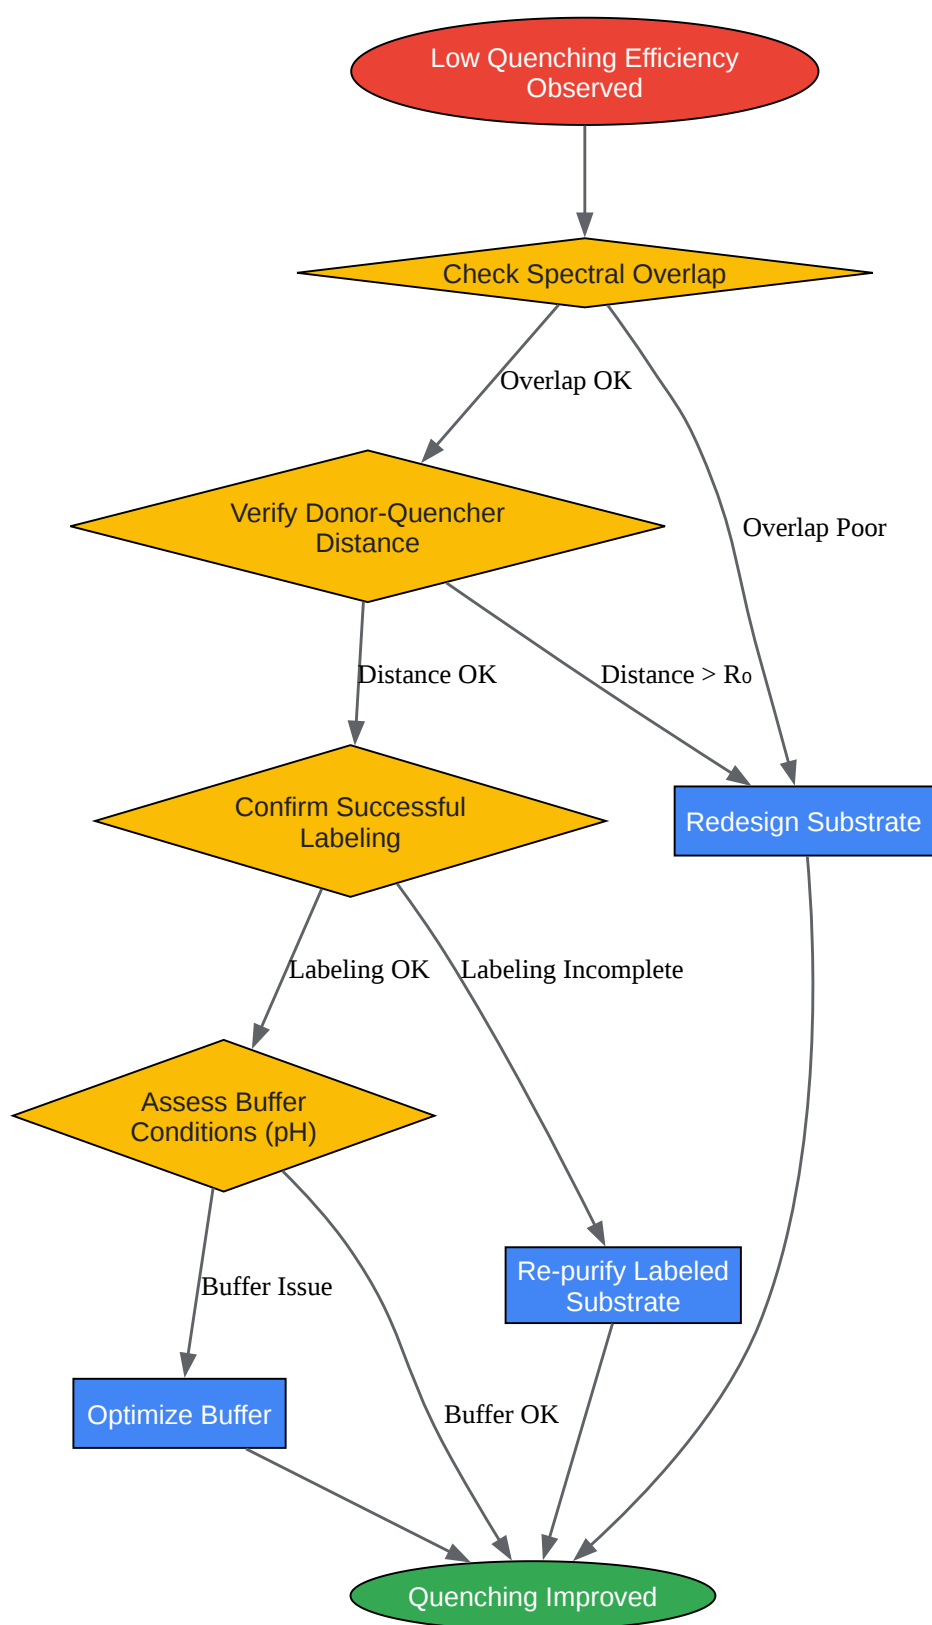 Low Quenching Efficiency
Observed
Check Spectral Overlap
Overlap OK
Verify Donor-Quencher
Distance
Overlap Poor
Distance OK
Distance > R₀
Confirm Successful
Labeling
Redesign Substrate
Labeling OK
Labeling Incomplete
Assess Buffer
Conditions (pH)
Re-purify Labeled
Substrate
Buffer Issue
Optimize Buffer
Buffer OK
Quenching Improved